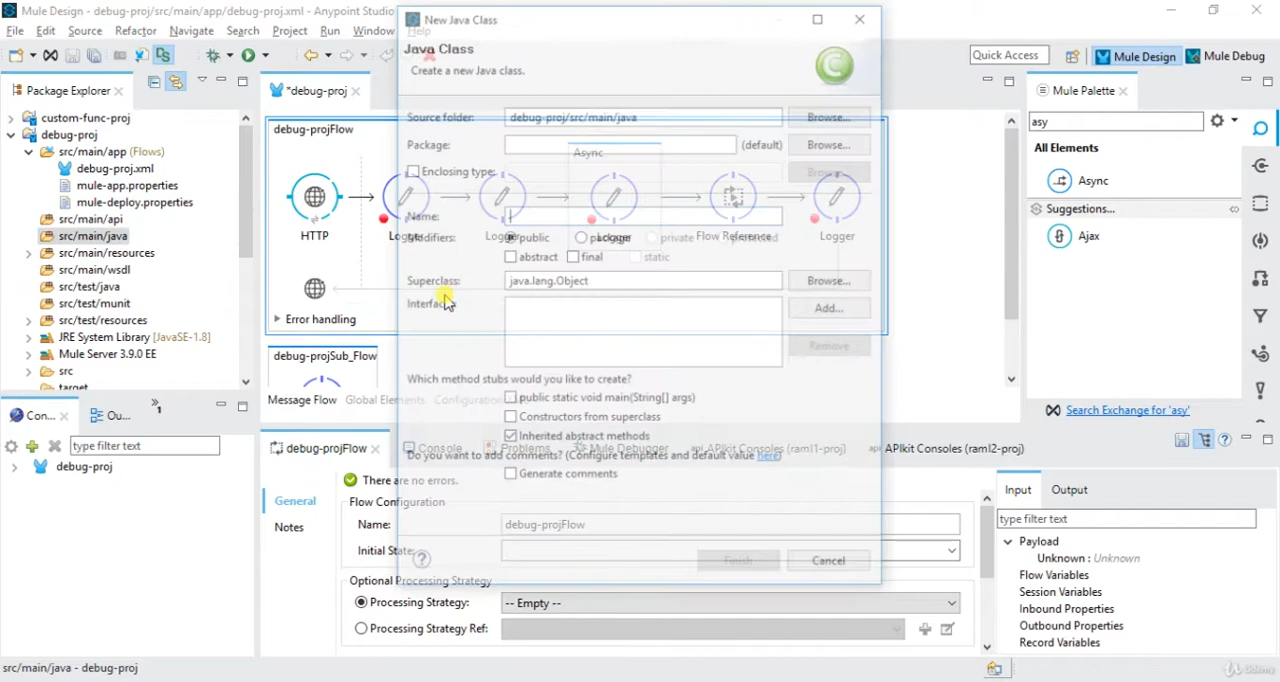 Mule Design - debug-proj/src/main/app/debug-proj.xml - Anypoint Studio
New Java Class
File Edit Source Refactor Navigate Search Project Run Window Help
Java Class
Create a new Java class.
Quick Access
Mule Design
Mule Debug
Package Explorer
*debug-proj
Mule Palette
custom-func-proj
debug-proj
src/main/app (Flows)
debug-proj.xml
mule-app.properties
mule-deploy.properties
src/main/api
src/main/java
src/main/resources
src/main/wsdl
src/test/java
src/test/munit
src/test/resources
JRE System Library [JavaSE-1.8]
Mule Server 3.9.0 EE
src
target
debug-projFlow
HTTP
Logger
Logger
Async
Logger
Flow Reference
Logger
Error handling
debug-projSub_Flow
Message Flow Global Elements Configuration
Source folder: debug-proj/src/main/java Browse...
Package: (default) Browse...
Enclosing type: Browse...
Name:
Modifiers: public package private protected
abstract final static
Superclass: java.lang.Object Browse...
Interfaces: Add...
Remove
Which method stubs would you like to create?
public static void main(String[] args)
Constructors from superclass
Inherited abstract methods
Do you want to add comments? (Configure templates and default value here)
Generate comments
Finish Cancel
asy
All Elements
Async
Suggestions...
Ajax
Search Exchange for 'asy'
Con...
Ou...
1
type filter text
debug-proj
debug-projFlow
Console
Problems
Mule Debugger
APIkit Consoles (raml1-proj)
APIkit Consoles (raml2-proj)
There are no errors.
General
Notes
Flow Configuration
Name: debug-projFlow
Initial State:
Optional Processing Strategy
Processing Strategy: -- Empty --
Processing Strategy Ref:
Input Output
type filter text
Payload
Unknown : Unknown
Flow Variables
Session Variables
Inbound Properties
Outbound Properties
Record Variables
src/main/java - debug-proj
Udemy